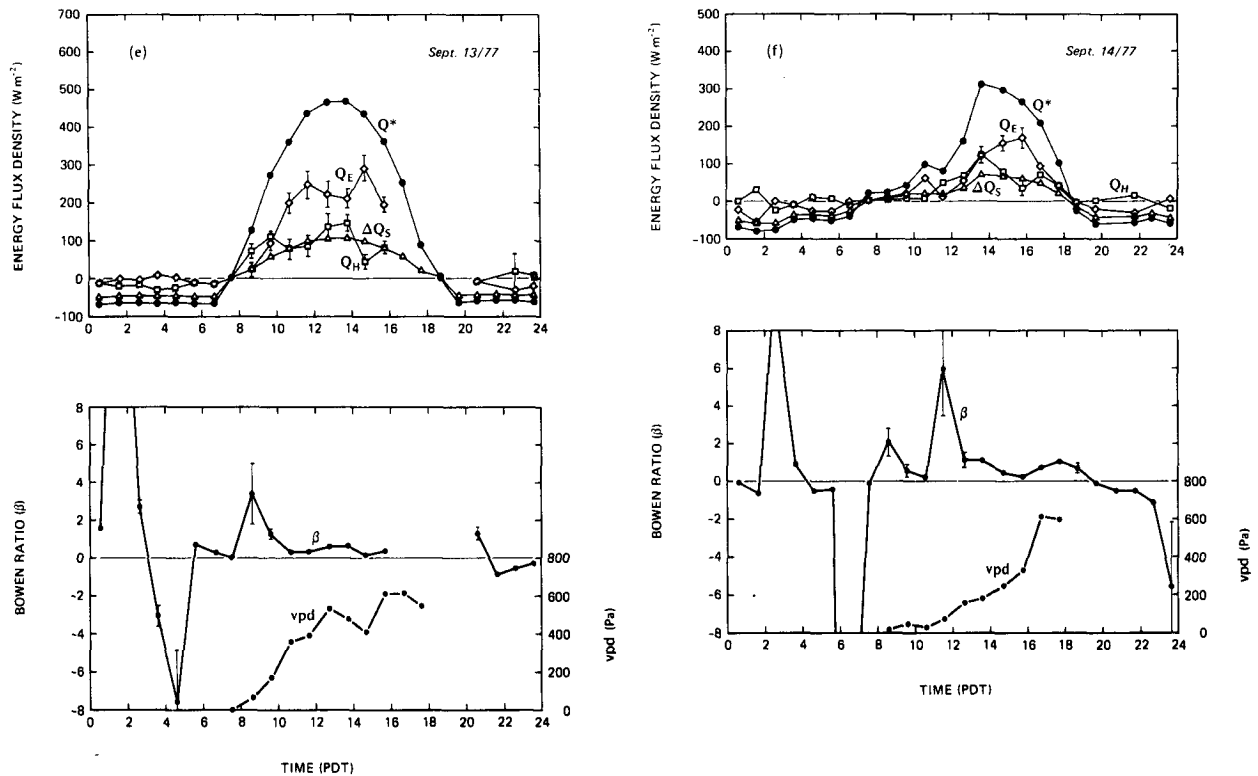 700
600
500
400
300
200
100
0
-100
ENERGY FLUX DENSITY (W m⁻²)
(e)
Sept. 13/77
Q*
Q_E
ΔQ_S
Q_H
0 2 4 6 8 10 12 14 16 18 20 22 24
8
6
4
2
0
-2
-4
-6
-8
BOWEN RATIO (β)
β
vpd
800
600
400
200
0
vpd (Pa)
0 2 4 6 8 10 12 14 16 18 20 22 24
TIME (PDT)
500
400
300
200
100
0
-100
ENERGY FLUX DENSITY (W m⁻²)
(f)
Sept. 14/77
Q*
Q_E
ΔQ_S
Q_H
0 2 4 6 8 10 12 14 16 18 20 22 24
8
6
4
2
0
-2
-4
-6
-8
BOWEN RATIO (β)
β
vpd
800
600
400
200
0
vpd (Pa)
0 2 4 6 8 10 12 14 16 18 20 22 24
TIME (PDT)